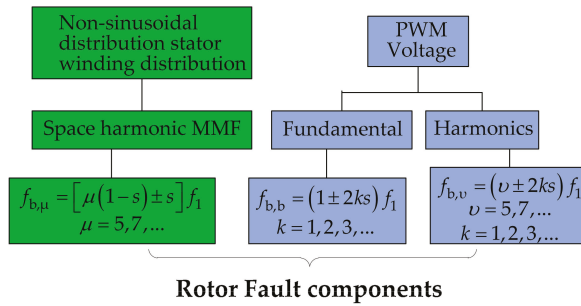 Non-sinusoidal
distribution stator
winding distribution
PWM
Voltage
Space harmonic MMF
Fundamental
Harmonics
f_{b,μ} = [μ(1−s)±s] f_1
μ = 5,7,...
f_{b,b} = (1±2ks) f_1
k = 1,2,3,...
f_{b,υ} = (υ±2ks) f_1
υ = 5,7,...
k = 1,2,3,...
Rotor Fault components